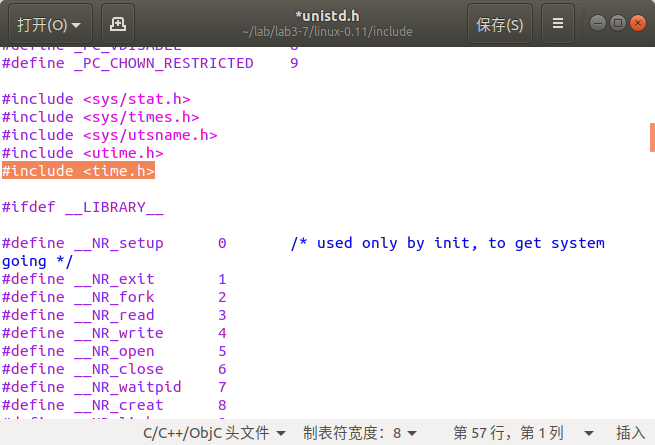 打开(O)
*unistd.h
~/lab/lab3-7/linux-0.11/include
保存(S)
#define _PC_VDISABLE 8
#define _PC_CHOWN_RESTRICTED 9
#include <sys/stat.h>
#include <sys/times.h>
#include <sys/utsname.h>
#include <utime.h>
#include <time.h>
#ifdef __LIBRARY__
#define __NR_setup 0 /* used only by init, to get system
going */
#define __NR_exit 1
#define __NR_fork 2
#define __NR_read 3
#define __NR_write 4
#define __NR_open 5
#define __NR_close 6
#define __NR_waitpid 7
#define __NR_creat 8
C/C++/ObjC 头文件 制表符宽度：8 第 57 行，第 1 列 插入